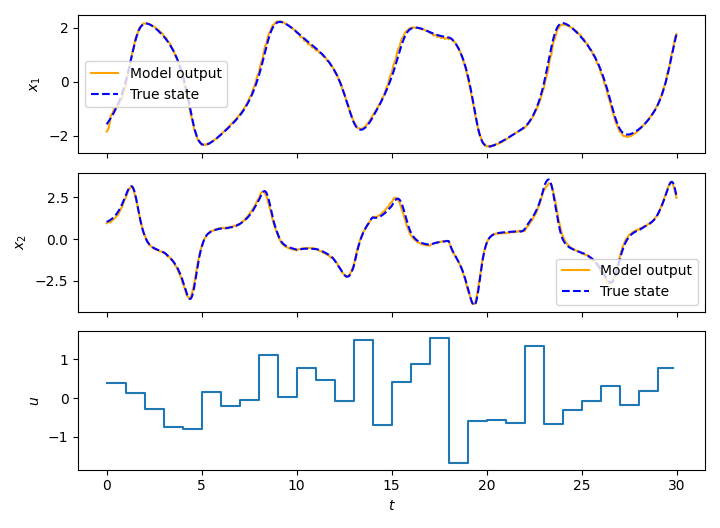 2
0
−2
x₁
Model output
True state
2.5
0.0
−2.5
x₂
Model output
True state
1
0
−1
u
0
5
10
15
20
25
30
t